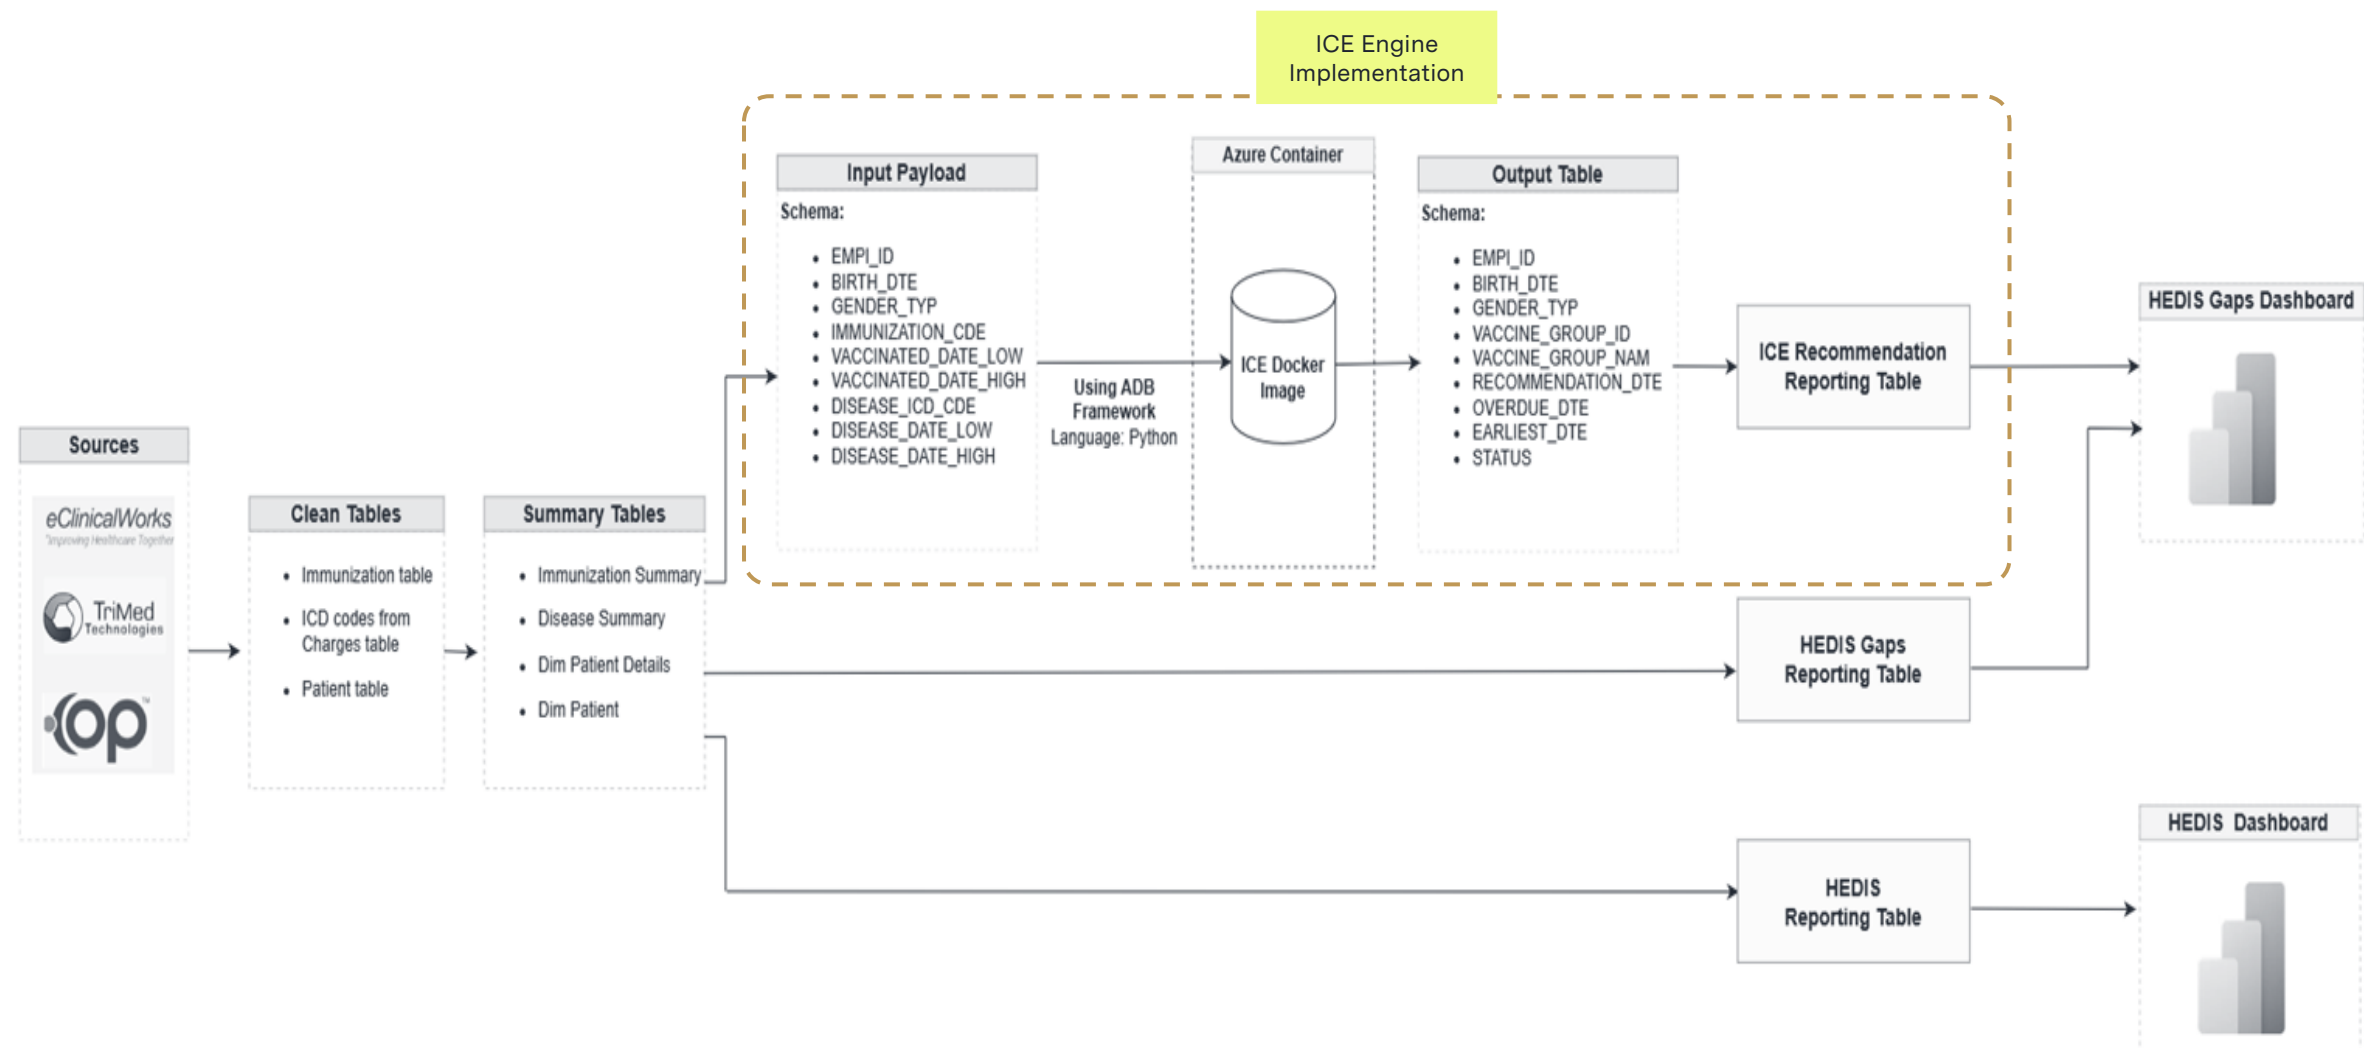 ICE Engine
Implementation
Sources
eClinicalWorks
"Improving Healthcare Together
TriMed
Technologies
op
TM
Clean Tables
• Immunization table
• ICD codes from
Charges table
• Patient table
Summary Tables
• Immunization Summary
• Disease Summary
• Dim Patient Details
• Dim Patient
Input Payload
Schema:
• EMPI_ID
• BIRTH_DTE
• GENDER_TYP
• IMMUNIZATION_CDE
• VACCINATED_DATE_LOW
• VACCINATED_DATE_HIGH
• DISEASE_ICD_CDE
• DISEASE_DATE_LOW
• DISEASE_DATE_HIGH
Using ADB
Framework
Language: Python
Azure Container
ICE Docker
Image
Output Table
Schema:
• EMPI_ID
• BIRTH_DTE
• GENDER_TYP
• VACCINE_GROUP_ID
• VACCINE_GROUP_NAM
• RECOMMENDATION_DTE
• OVERDUE_DTE
• EARLIEST_DTE
• STATUS
ICE Recommendation
Reporting Table
HEDIS Gaps
Reporting Table
HEDIS
Reporting Table
HEDIS Gaps Dashboard
HEDIS Dashboard